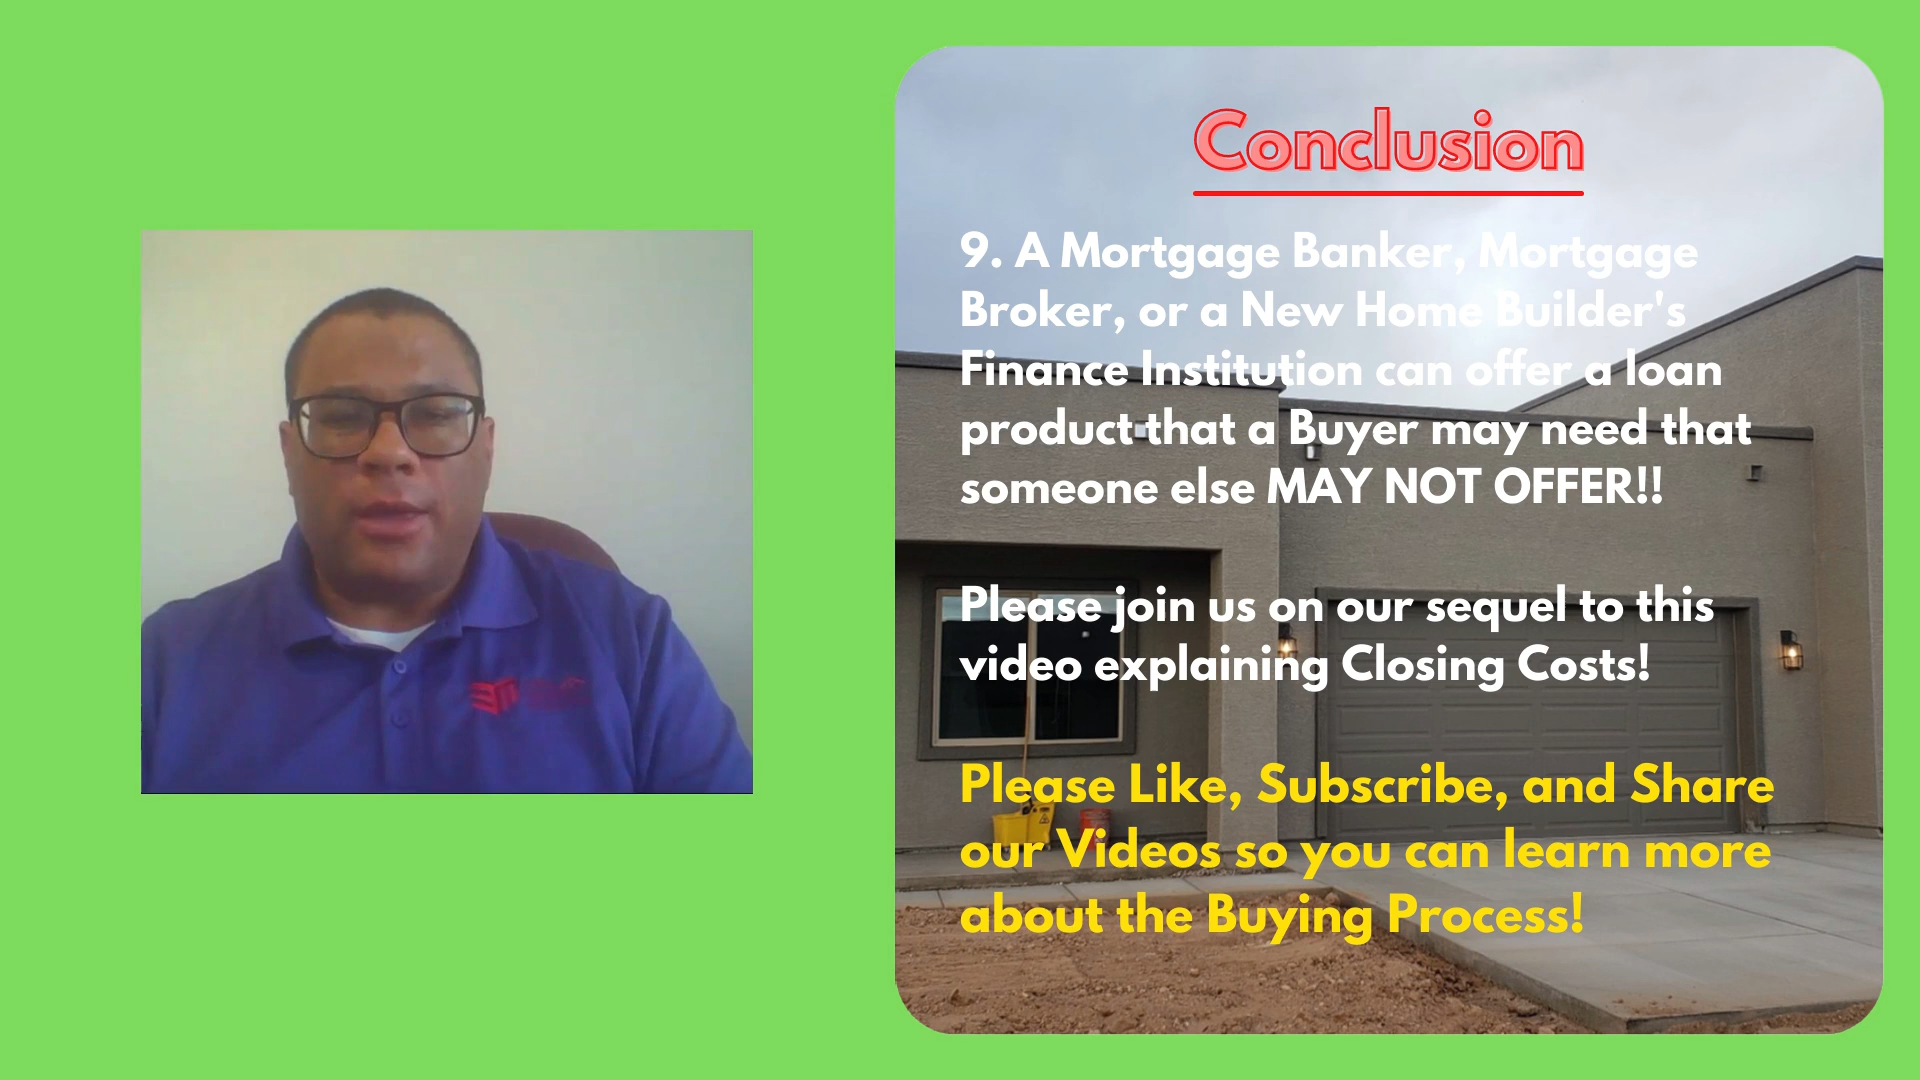 Conclusion
9. A Mortgage Banker, Mortgage
Broker, or a New Home Builder's
Finance Institution can offer a loan
product that a Buyer may need that
someone else MAY NOT OFFER!!
Please join us on our sequel to this
video explaining Closing Costs!
Please Like, Subscribe, and Share
our Videos so you can learn more
about the Buying Process!